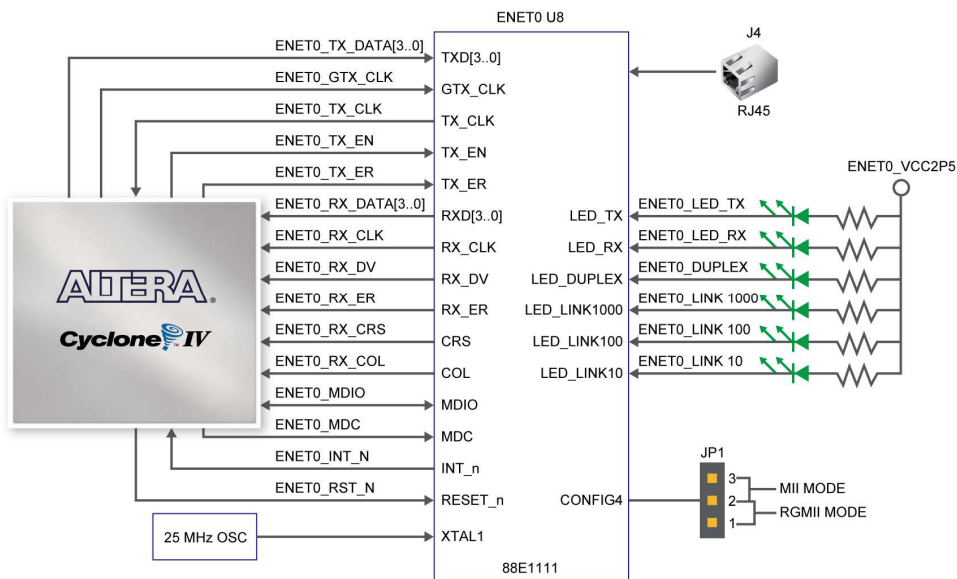 ENET0 U8
J4
RJ45
ENET0_TX_DATA[3..0] TXD[3..0]
ENET0_GTX_CLK GTX_CLK
ENET0_TX_CLK TX_CLK
ENET0_TX_EN TX_EN
ENET0_TX_ER TX_ER
ENET0_VCC2P5
ENET0_RX_DATA[3..0] RXD[3..0] LED_TX ENET0_LED_TX
ENET0_RX_CLK RX_CLK LED_RX ENET0_LED_RX
ENET0_RX_DV RX_DV LED_DUPLEX ENET0_DUPLEX
ENET0_RX_ER RX_ER LED_LINK1000 ENET0_LINK 1000
ENET0_RX_CRS CRS LED_LINK100 ENET0_LINK 100
ENET0_RX_COL COL LED_LINK10 ENET0_LINK 10
ALTERA.
Cyclone IV
™
ENET0_MDIO MDIO
ENET0_MDC MDC
ENET0_INT_N INT_n
ENET0_RST_N RESET_n CONFIG4
JP1
3 MII MODE
2
1 RGMII MODE
25 MHz OSC XTAL1
88E1111